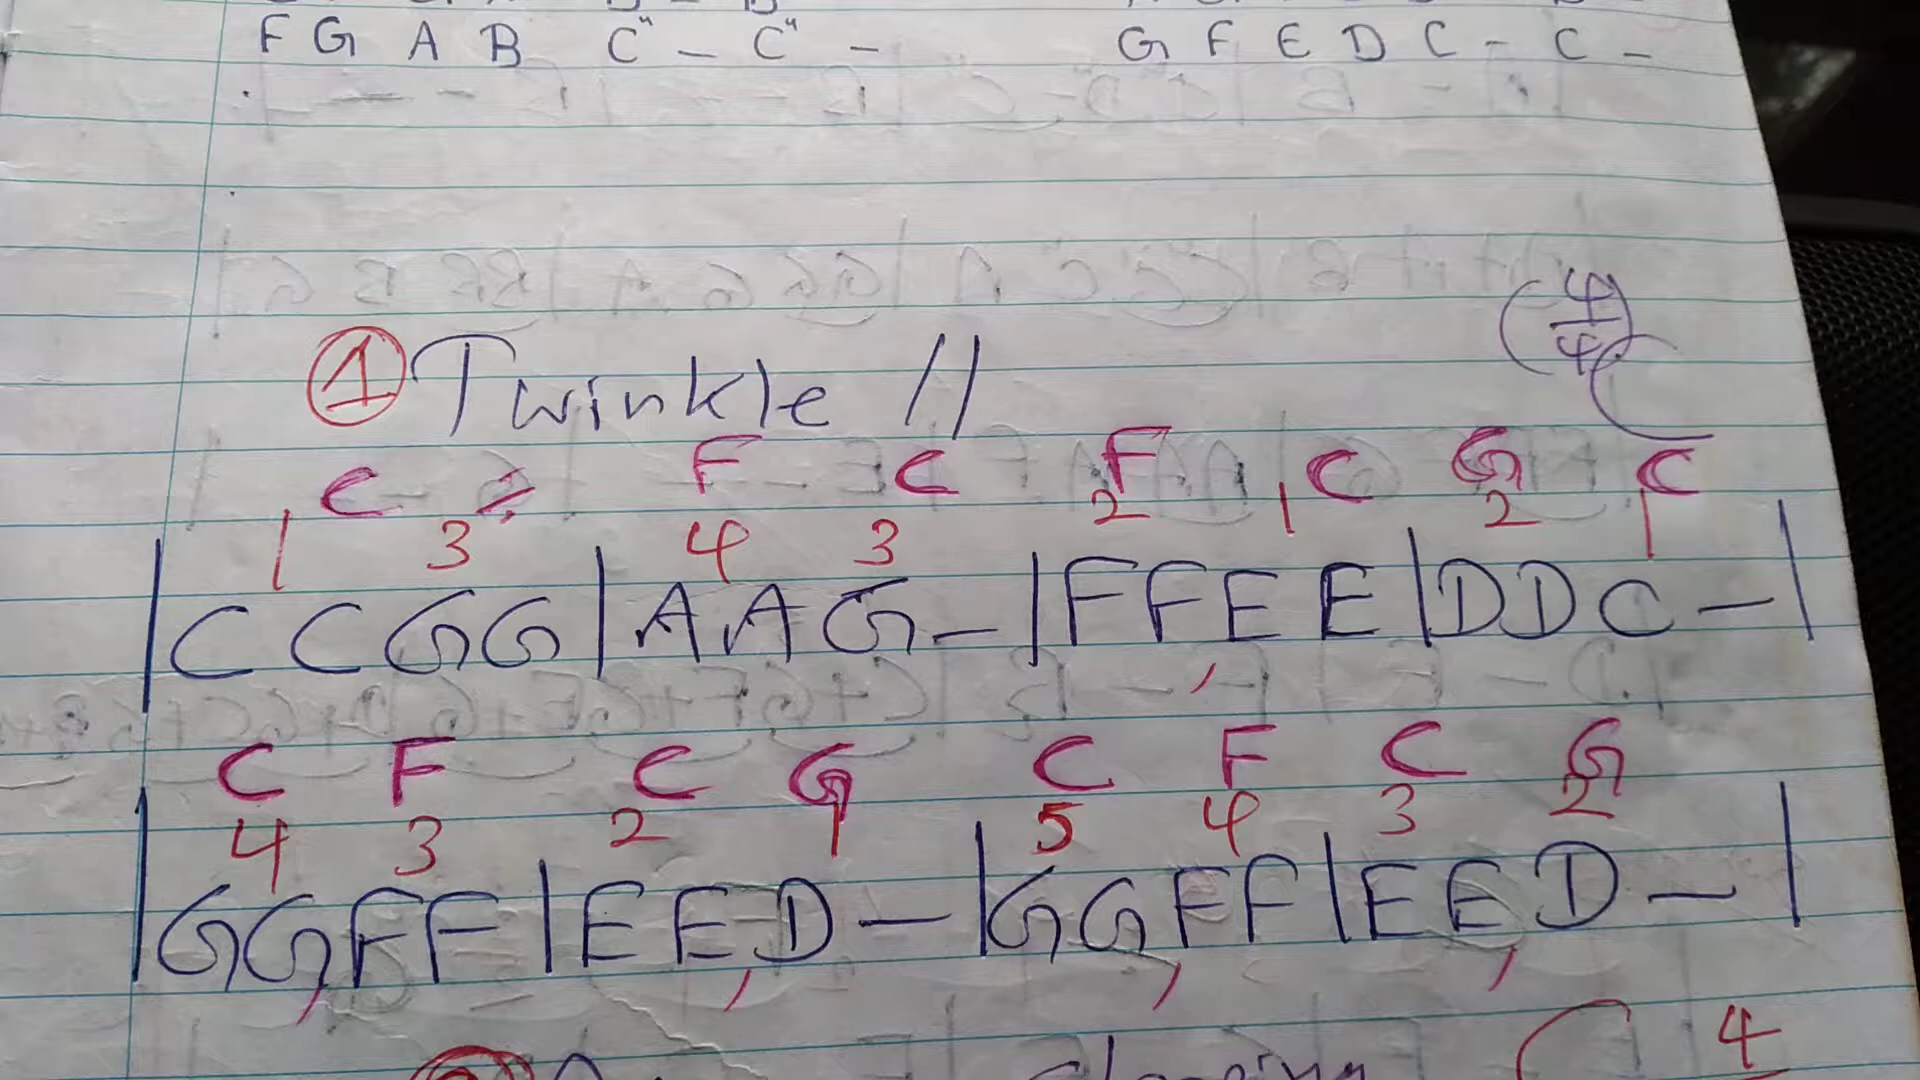 F G A B C" – C" – G F E D C – C –
① Twinkle //
4/4
C F C F C G C
1 3 4 3 2 1 2 1
| C C G G | A A G – | F F E E | D D C – |
C F C G C F C G
4 3 2 1 5 4 3 2
| G G, F F | E E, D – | G G, F F | E E, D – |
4